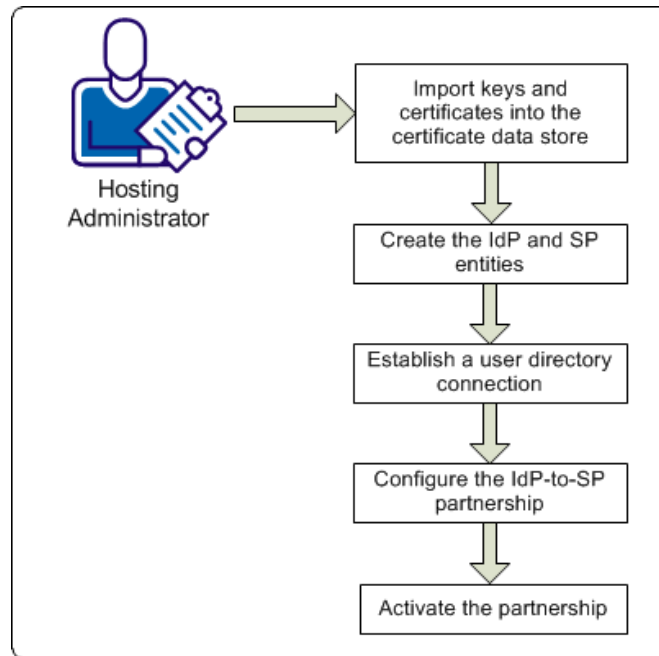 Hosting
Administrator
Import keys and
certificates into the
certificate data store
Create the IdP and SP
entities
Establish a user directory
connection
Configure the IdP-to-SP
partnership
Activate the partnership